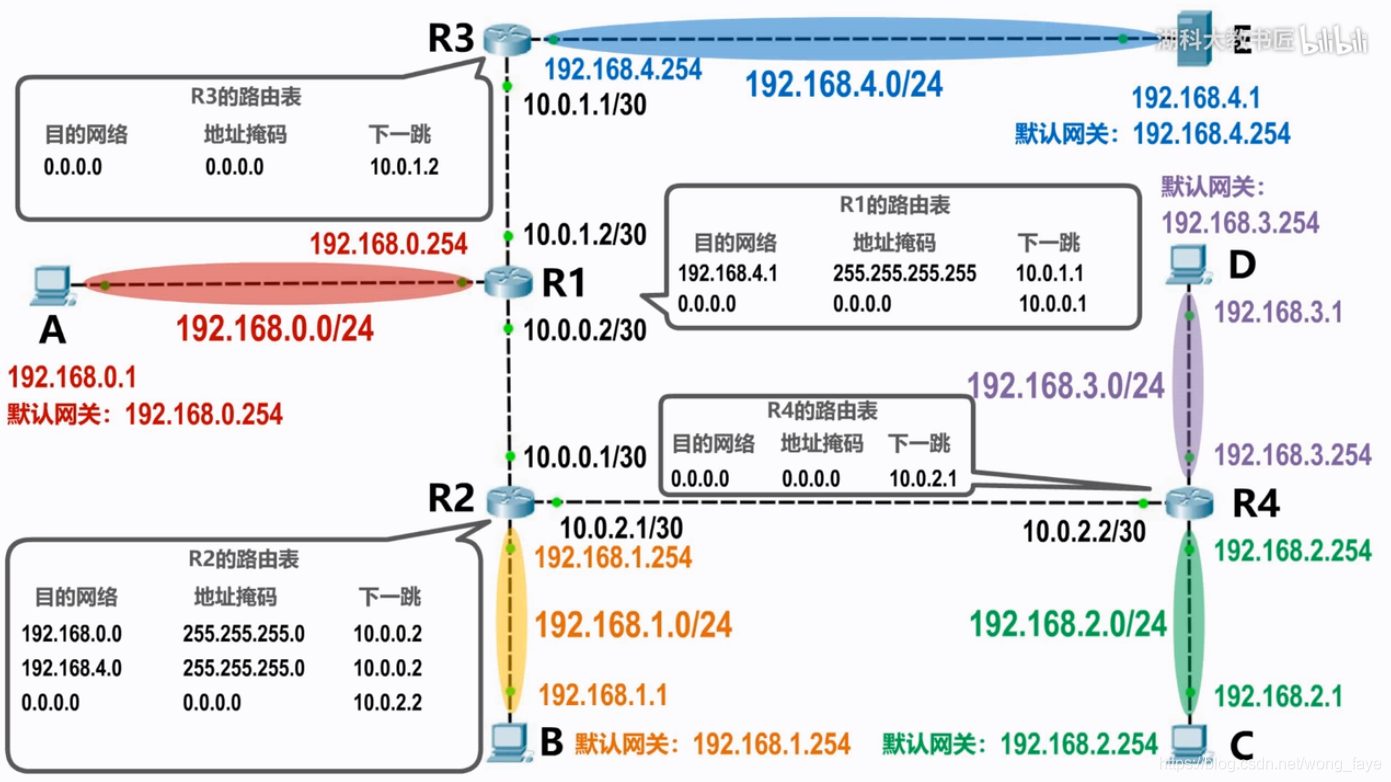 R3
湖科大教书匠 bilibili
E
192.168.4.254
192.168.4.0/24
10.0.1.1/30
192.168.4.1
默认网关：192.168.4.254
R3的路由表
目的网络 地址掩码 下一跳
0.0.0.0 0.0.0.0 10.0.1.2
默认网关：
192.168.3.254
D
192.168.3.1
192.168.0.254
10.0.1.2/30
R1
R1的路由表
目的网络 地址掩码 下一跳
192.168.4.1 255.255.255.255 10.0.1.1
0.0.0.0 0.0.0.0 10.0.0.1
A
192.168.0.0/24
10.0.0.2/30
192.168.0.1
默认网关：192.168.0.254
192.168.3.0/24
R4的路由表
目的网络 地址掩码 下一跳
0.0.0.0 0.0.0.0 10.0.2.1
10.0.0.1/30
192.168.3.254
R2
R4
10.0.2.1/30
10.0.2.2/30
192.168.1.254
192.168.2.254
R2的路由表
目的网络 地址掩码 下一跳
192.168.0.0 255.255.255.0 10.0.0.2
192.168.4.0 255.255.255.0 10.0.0.2
0.0.0.0 0.0.0.0 10.0.2.2
192.168.1.0/24
192.168.2.0/24
192.168.1.1
192.168.2.1
B
默认网关：192.168.1.254
默认网关：192.168.2.254
C
https://blog.csdn.net/wong_faye